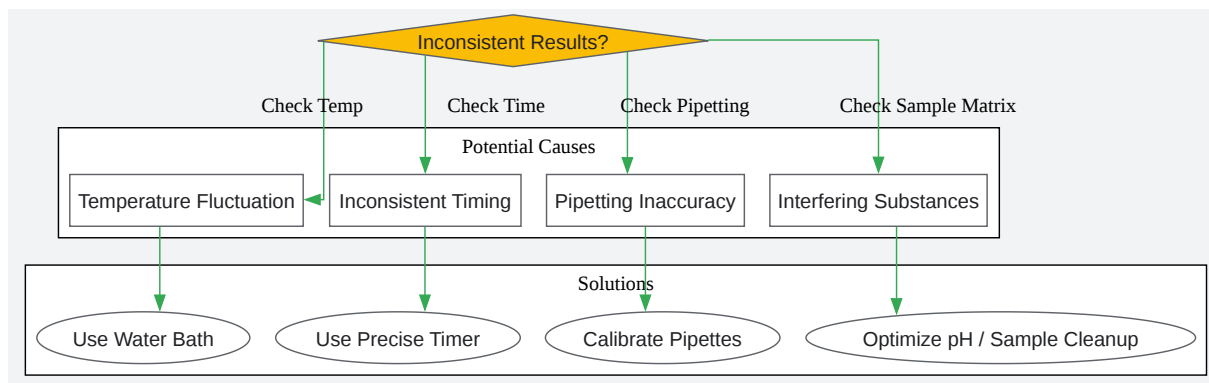 Inconsistent Results?
Check Temp
Check Time
Check Pipetting
Check Sample Matrix
Potential Causes
Temperature Fluctuation
Inconsistent Timing
Pipetting Inaccuracy
Interfering Substances
Solutions
Use Water Bath
Use Precise Timer
Calibrate Pipettes
Optimize pH / Sample Cleanup